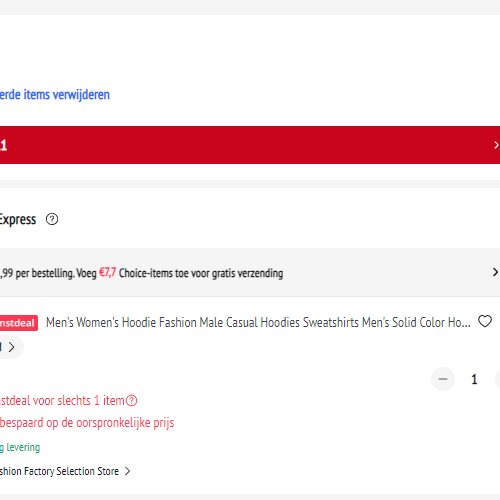 erde items verwijderen
1
Express
,99 per bestelling. Voeg €7,7 Choice-items toe voor gratis verzending
nstdeal Men's Women's Hoodie Fashion Male Casual Hoodies Sweatshirts Men's Solid Color Ho...
1
stdeal voor slechts 1 item
bespaard op de oorspronkelijke prijs
g levering
shion Factory Selection Store